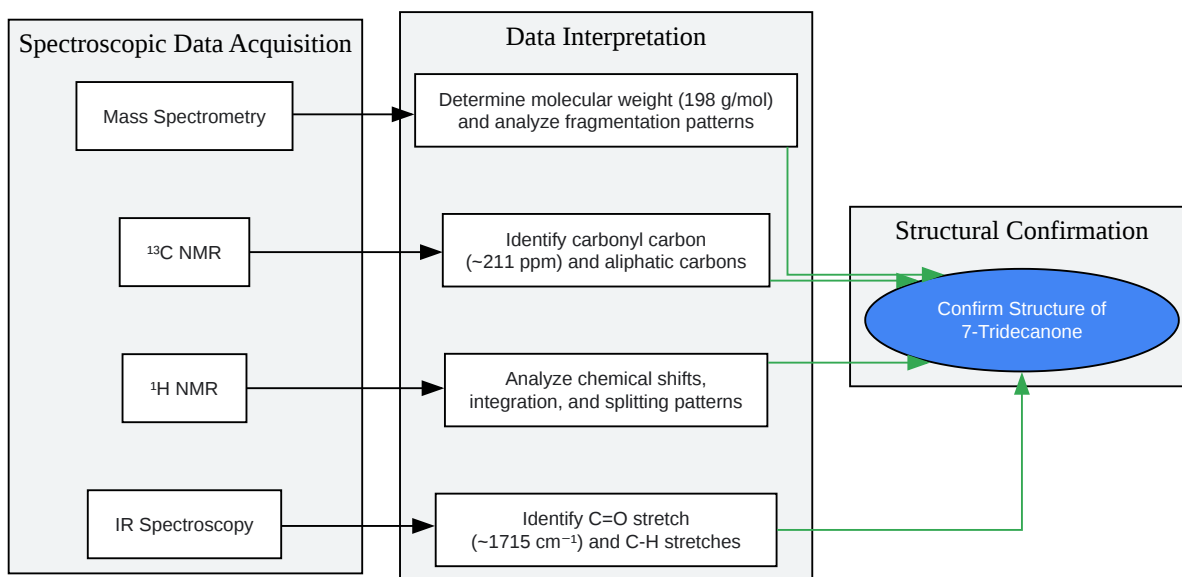 Spectroscopic Data Acquisition
Mass Spectrometry
¹³C NMR
¹H NMR
IR Spectroscopy
Data Interpretation
Determine molecular weight (198 g/mol)
and analyze fragmentation patterns
Identify carbonyl carbon
(~211 ppm) and aliphatic carbons
Analyze chemical shifts,
integration, and splitting patterns
Identify C=O stretch
(~1715 cm⁻¹) and C-H stretches
Structural Confirmation
Confirm Structure of
7-Tridecanone